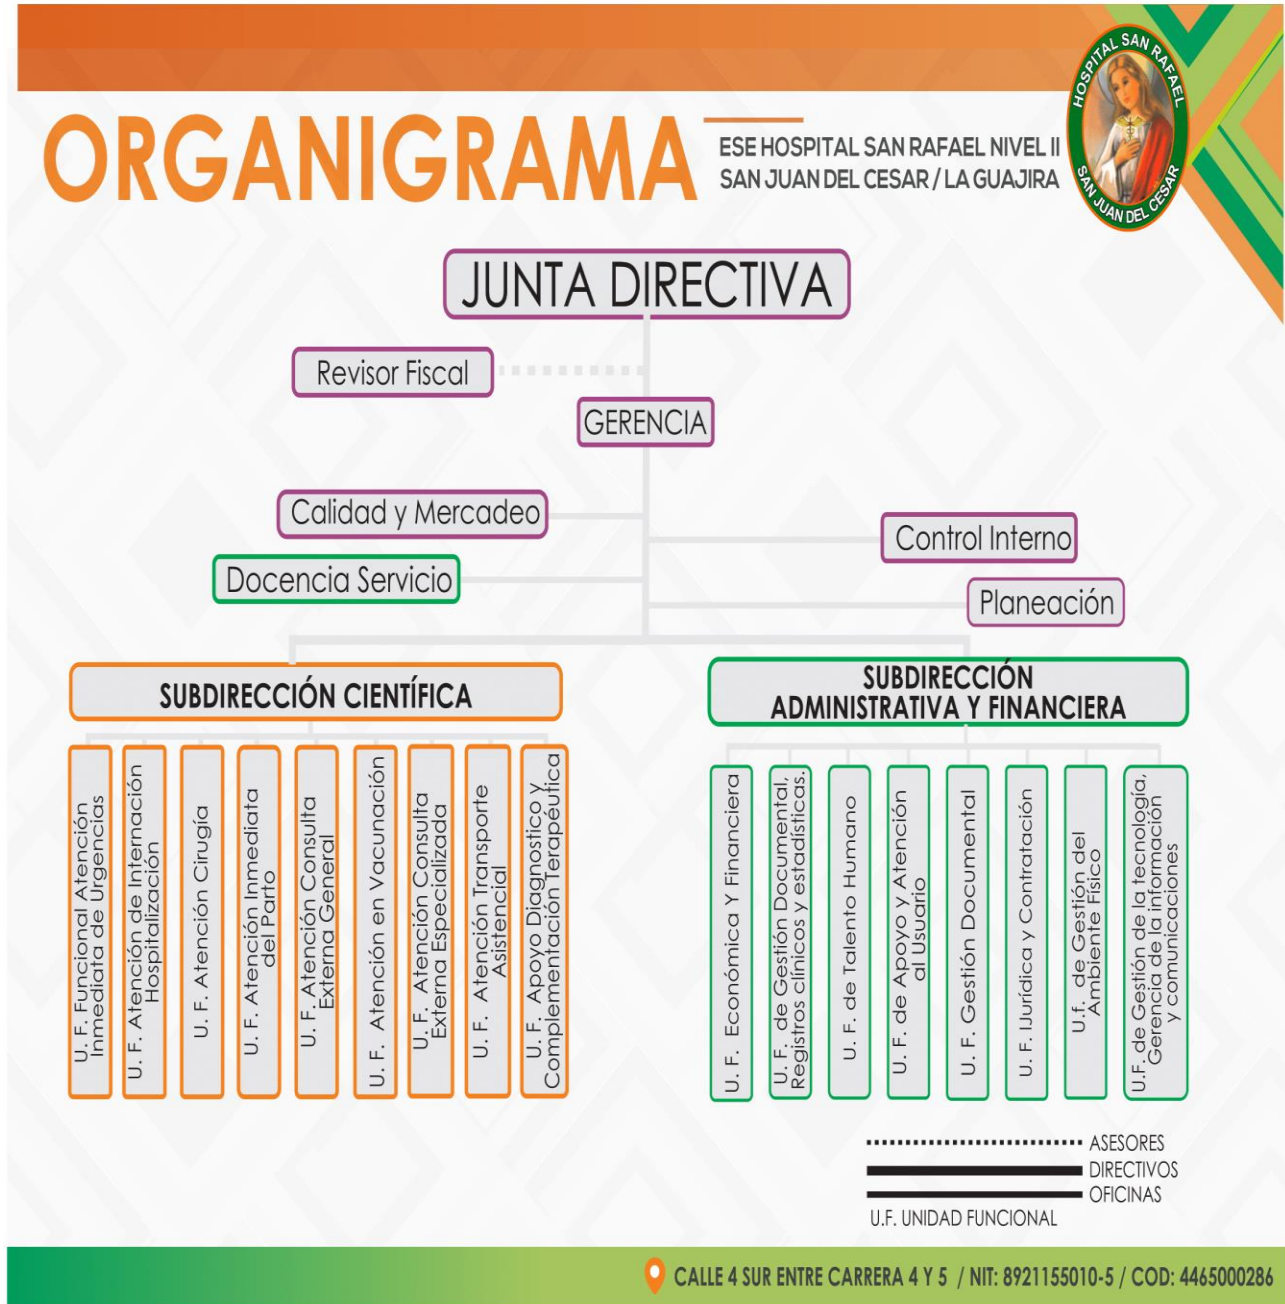 ORGANIGRAMA
ESE HOSPITAL SAN RAFAEL NIVEL II
SAN JUAN DEL CESAR / LA GUAJIRA
HOSPITAL SAN RAFAEL
SAN JUAN DEL CESAR
JUNTA DIRECTIVA
Revisor Fiscal
GERENCIA
Calidad y Mercadeo
Control Interno
Docencia Servicio
Planeación
SUBDIRECCIÓN CIENTÍFICA
SUBDIRECCIÓN
ADMINISTRATIVA Y FINANCIERA
U. F. Funcional Atención
Inmediata de Urgencias
U. F. Atención de Internación
Hospitalización
U. F. Atención Cirugía
U. F. Atención Inmediata
del Parto
U. F. Atención Consulta
Externa General
U. F. Atención en Vacunación
U. F. Atención Consulta
Externa Especializada
U. F. Atención Transporte
Asistencial
U. F. Apoyo Diagnostico y
Complementación Terapéutica
U. F. Económica Y Financiera
U. F. de Gestión Documental,
Registros clínicos y estadísticas.
U. F. de Talento Humano
U. F. de Apoyo y Atención
al Usuario
U. F. Gestión Documental
U. F. IJurídica y Contratación
U.f. de Gestión del
Ambiente Físico
U.F. de Gestión de la tecnología,
Gerencia de la información
y comunicaciones
ASESORES
DIRECTIVOS
OFICINAS
U.F. UNIDAD FUNCIONAL
CALLE 4 SUR ENTRE CARRERA 4 Y 5 / NIT: 8921155010-5 / COD: 4465000286